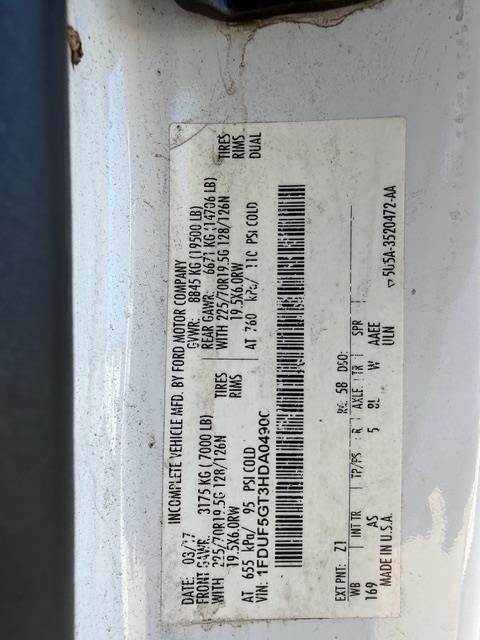 INCOMPLETE VEHICLE MFD. BY FORD MOTOR COMPANY
DATE: 03/17 GVWR: 8845 KG (19500 LB)
FRONT GAWR: 3175 KG (7000 LB) REAR GAWR: 6671 KG (14706 LB)
WITH 225/70R19.5G 128/126N TIRES WITH 225/70R19.5G 128/126N TIRES
19.5X6.0RW RIMS 19.5X6.0RW RIMS
AT 655 kPa/ 95 PSI COLD AT 760 kPa/ 110 PSI COLD DUAL
VIN: 1FDUF5GT3HDA0490
EXT PNT: Z1 RC: 58 DSO:
WB INT TR TP/PS R AXLE TR SPR
169 AS 5 8L W AAEE
MADE IN U.S.A. ULN
▽5U5A-3520472-AA